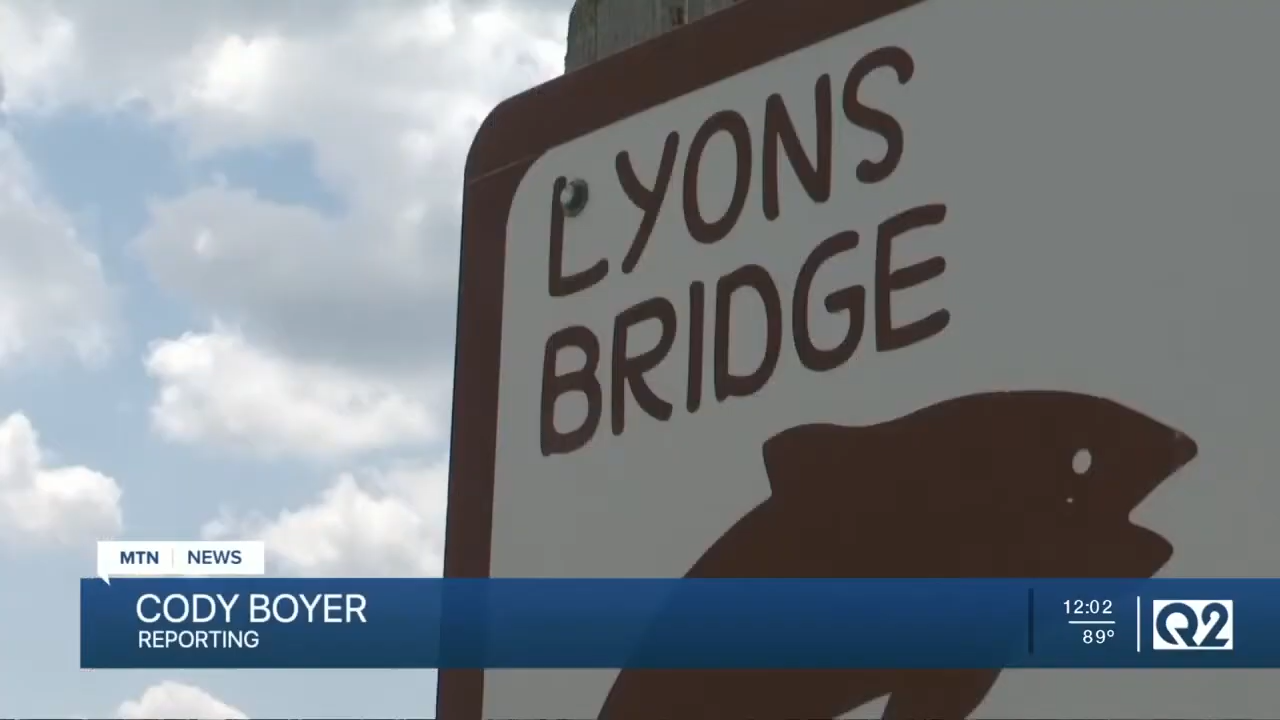 LYONS
BRIDGE
MTN NEWS
CODY BOYER
REPORTING
12:02
89°
Q2